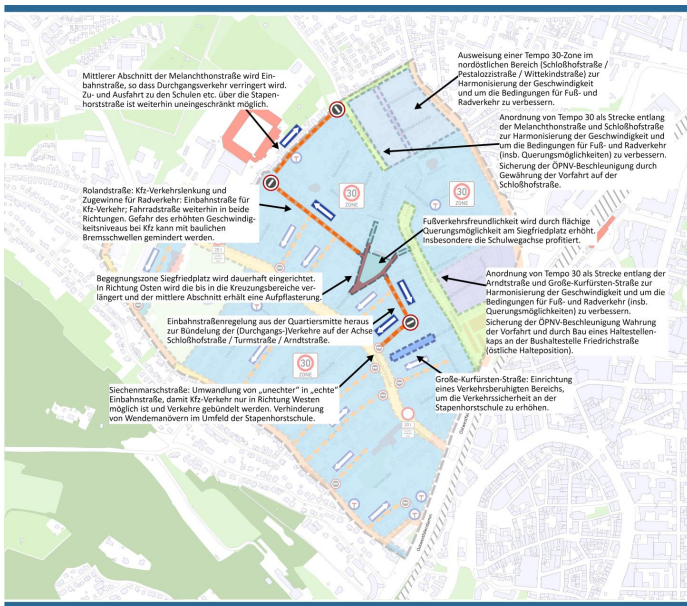 Mittlerer Abschnitt der Melanchthonstraße wird Ein-
bahnstraße, so dass Durchgangsverkehr verringert wird.
Zu- und Ausfahrt zu den Schulen etc. über die Stapen-
horststraße ist weiterhin uneingeschränkt möglich.
Ausweisung einer Tempo 30-Zone im
nordöstlichen Bereich (Schloßhofstraße /
Pestalozzistraße / Wittekindstraße) zur
Harmonisierung der Geschwindigkeit
und um die Bedingungen für Fuß- und
Radverkehr zu verbessern.
Anordnung von Tempo 30 als Strecke entlang
der Melanchthonstraße und Schloßhofstraße
zur Harmonisierung der Geschwindigkeit und
um die Bedingungen für Fuß- und Radverkehr
(insb. Querungsmöglichkeiten) zu verbessern.
Sicherung der ÖPNV-Beschleunigung durch
Gewährung der Vorfahrt auf der
Schloßhofstraße.
Rolandstraße: Kfz-Verkehrslenkung und
Zugewinne für Radverkehr: Einbahnstraße für
Kfz-Verkehr; Fahrradstraße weiterhin in beide
Richtungen. Gefahr des erhöhten Geschwindig-
keitsniveaus bei Kfz kann mit baulichen
Bremsschwellen gemindert werden.
30
ZONE
30
ZONE
Fußverkehrsfreundlichkeit wird durch flächige
Querungsmöglichkeit am Siegfriedplatz erhöht.
Insbesondere die Schulwegachse profitiert.
Begegnungszone Siegfriedplatz wird dauerhaft eingerichtet.
In Richtung Osten wird die bis in die Kreuzungsbereiche ver-
längert und der mittlere Abschnitt erhält eine Aufpflasterung.
Anordnung von Tempo 30 als Strecke entlang der
Arndtstraße und Große-Kurfürsten-Straße zur
Harmonisierung der Geschwindigkeit und um die
Bedingungen für Fuß- und Radverkehr (insb.
Querungsmöglichkeiten) zu verbessern.
Sicherung der ÖPNV-Beschleunigung Wahrung
der Vorfahrt und durch Bau eines Haltestellen-
kaps an der Bushaltestelle Friedrichstraße
(östliche Halteposition).
Einbahnstraßenregelung aus der Quartiersmitte heraus
zur Bündelung der (Durchgangs-)Verkehre auf der Achse
Schloßhofstraße / Turmstraße / Arndtstraße.
30
ZONE
Siechenmarschstraße: Umwandlung von „unechter" in „echte"
Einbahnstraße, damit Kfz-Verkehr nur in Richtung Westen
möglich ist und Verkehre gebündelt werden. Verhinderung
von Wendemanövern im Umfeld der Stapenhorstschule.
Große-Kurfürsten-Straße: Einrichtung
eines Verkehrsberuhigten Bereichs,
um die Verkehrssicherheit an der
Stapenhorstschule zu erhöhen.